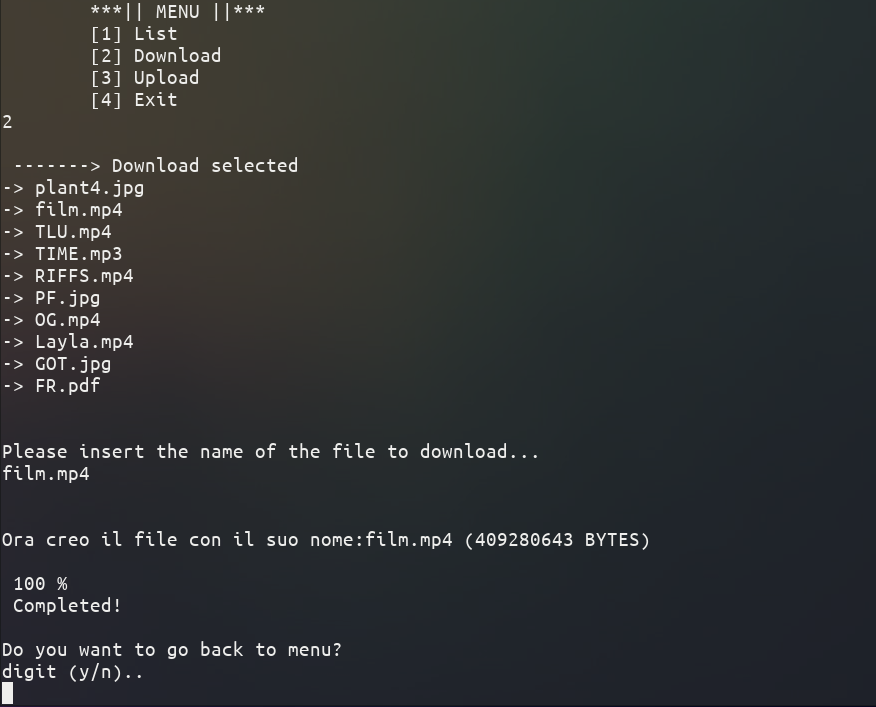 ***|| MENU ||***
[1] List
[2] Download
[3] Upload
[4] Exit
2
-------> Download selected
-> plant4.jpg
-> film.mp4
-> TLU.mp4
-> TIME.mp3
-> RIFFS.mp4
-> PF.jpg
-> OG.mp4
-> Layla.mp4
-> GOT.jpg
-> FR.pdf
Please insert the name of the file to download...
film.mp4
Ora creo il file con il suo nome:film.mp4 (409280643 BYTES)
100 %
Completed!
Do you want to go back to menu?
digit (y/n)..